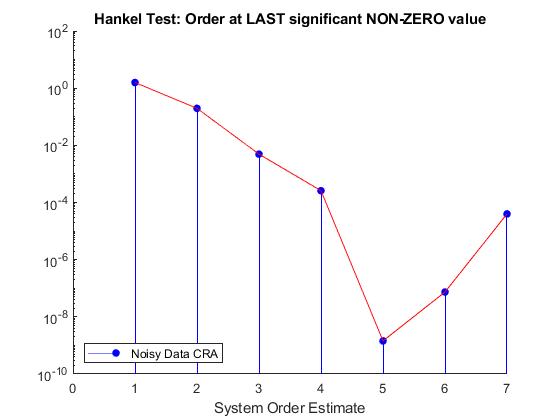 Hankel Test: Order at LAST significant NON-ZERO value
10^2
10^0
10^-2
10^-4
10^-6
10^-8
10^-10
Noisy Data CRA
0 1 2 3 4 5 6 7
System Order Estimate